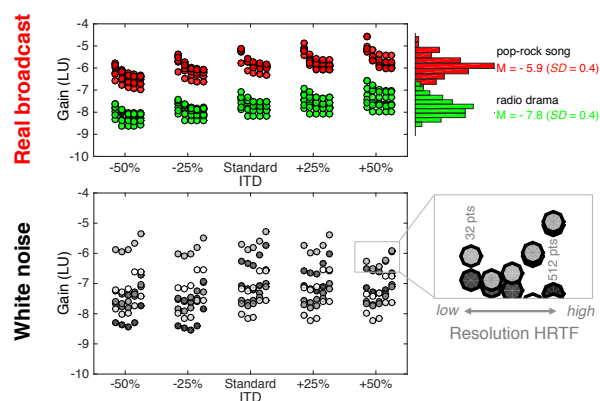 Real broadcast
Gain (LU)
-4
-5
-6
-7
-8
-9
-10
-50%
-25%
Standard
+25%
+50%
ITD
pop-rock song
M = - 5.9 (SD = 0.4)
radio drama
M = - 7.8 (SD = 0.4)
White noise
Gain (LU)
-4
-5
-6
-7
-8
-9
-10
-50%
-25%
Standard
+25%
+50%
ITD
32 pts
512 pts
low
high
Resolution HRTF